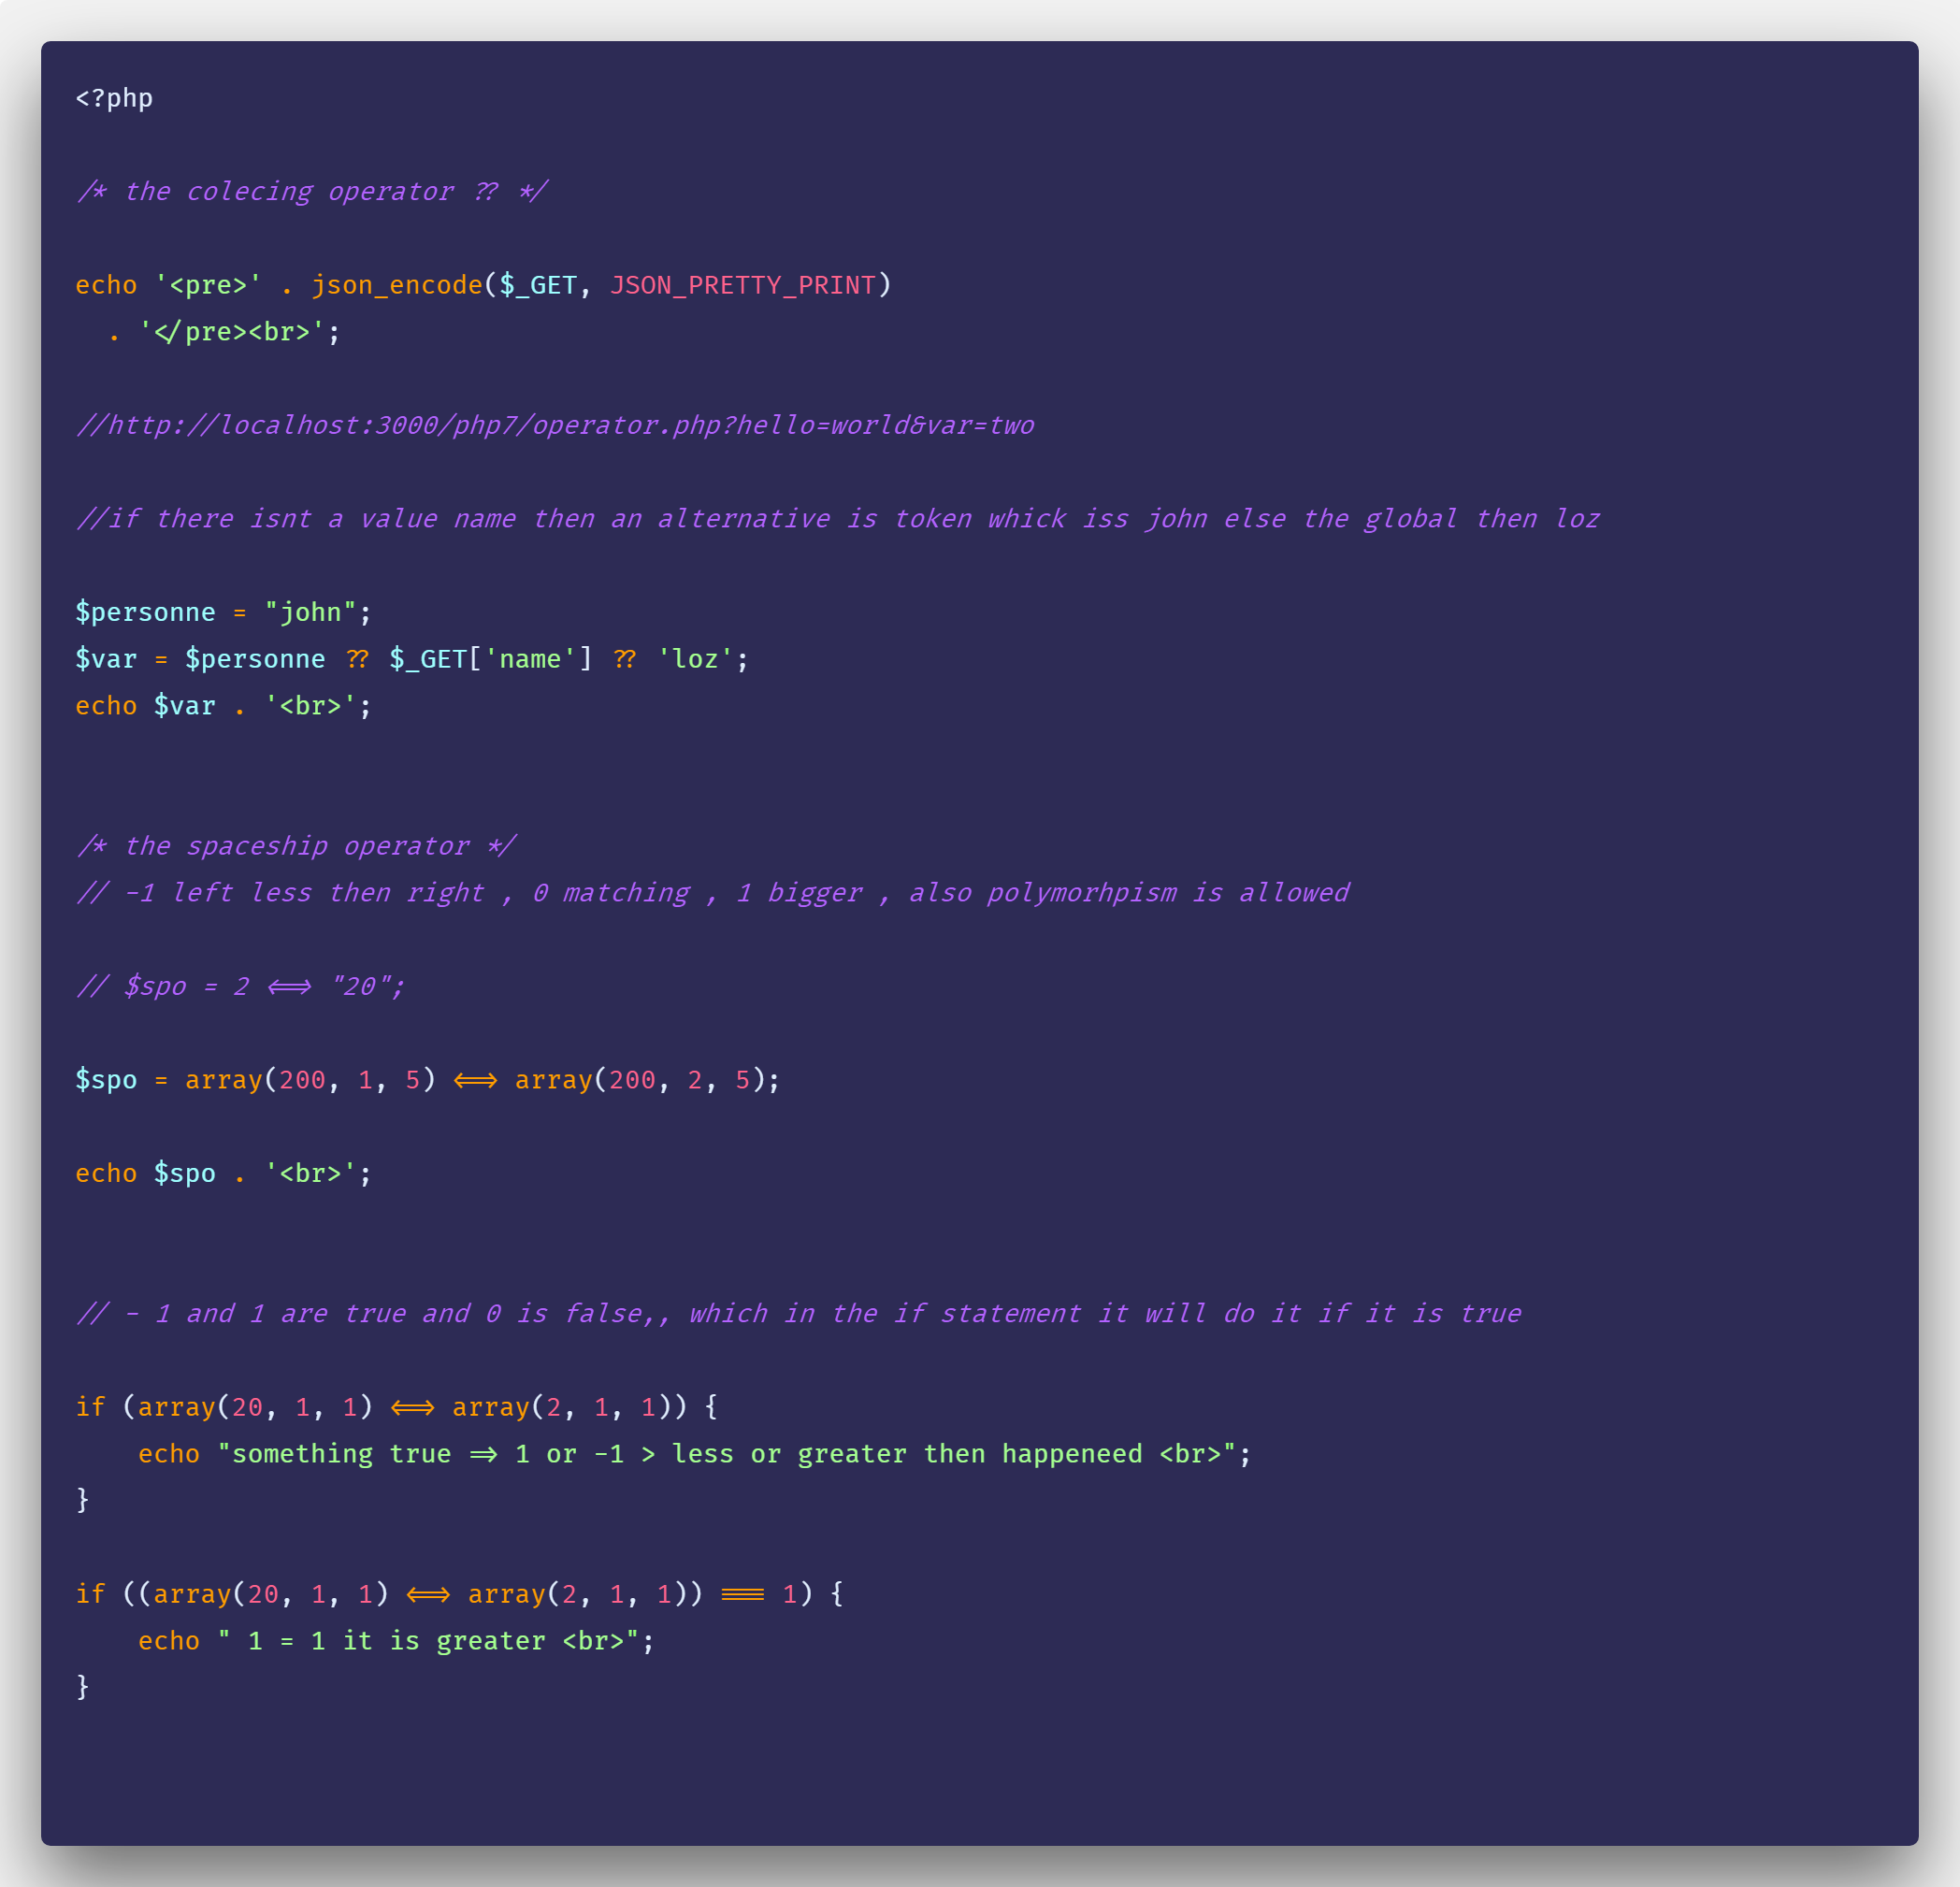 <?php
/* the colecing operator ?? */
echo '<pre>' . json_encode($_GET, JSON_PRETTY_PRINT)
  . '</pre><br>';
//http://localhost:3000/php7/operator.php?hello=world&var=two
//if there isnt a value name then an alternative is token whick iss john else the global then loz
$personne = "john";
$var = $personne ?? $_GET['name'] ?? 'loz';
echo $var . '<br>';
/* the spaceship operator */
// -1 left less then right , 0 matching , 1 bigger , also polymorhpism is allowed
// $spo = 2 <=> "20";
$spo = array(200, 1, 5) <=> array(200, 2, 5);
echo $spo . '<br>';
// - 1 and 1 are true and 0 is false,, which in the if statement it will do it if it is true
if (array(20, 1, 1) <=> array(2, 1, 1)) {
    echo "something true => 1 or -1 > less or greater then happeneed <br>";
}
if ((array(20, 1, 1) <=> array(2, 1, 1)) === 1) {
    echo " 1 = 1 it is greater <br>";
}